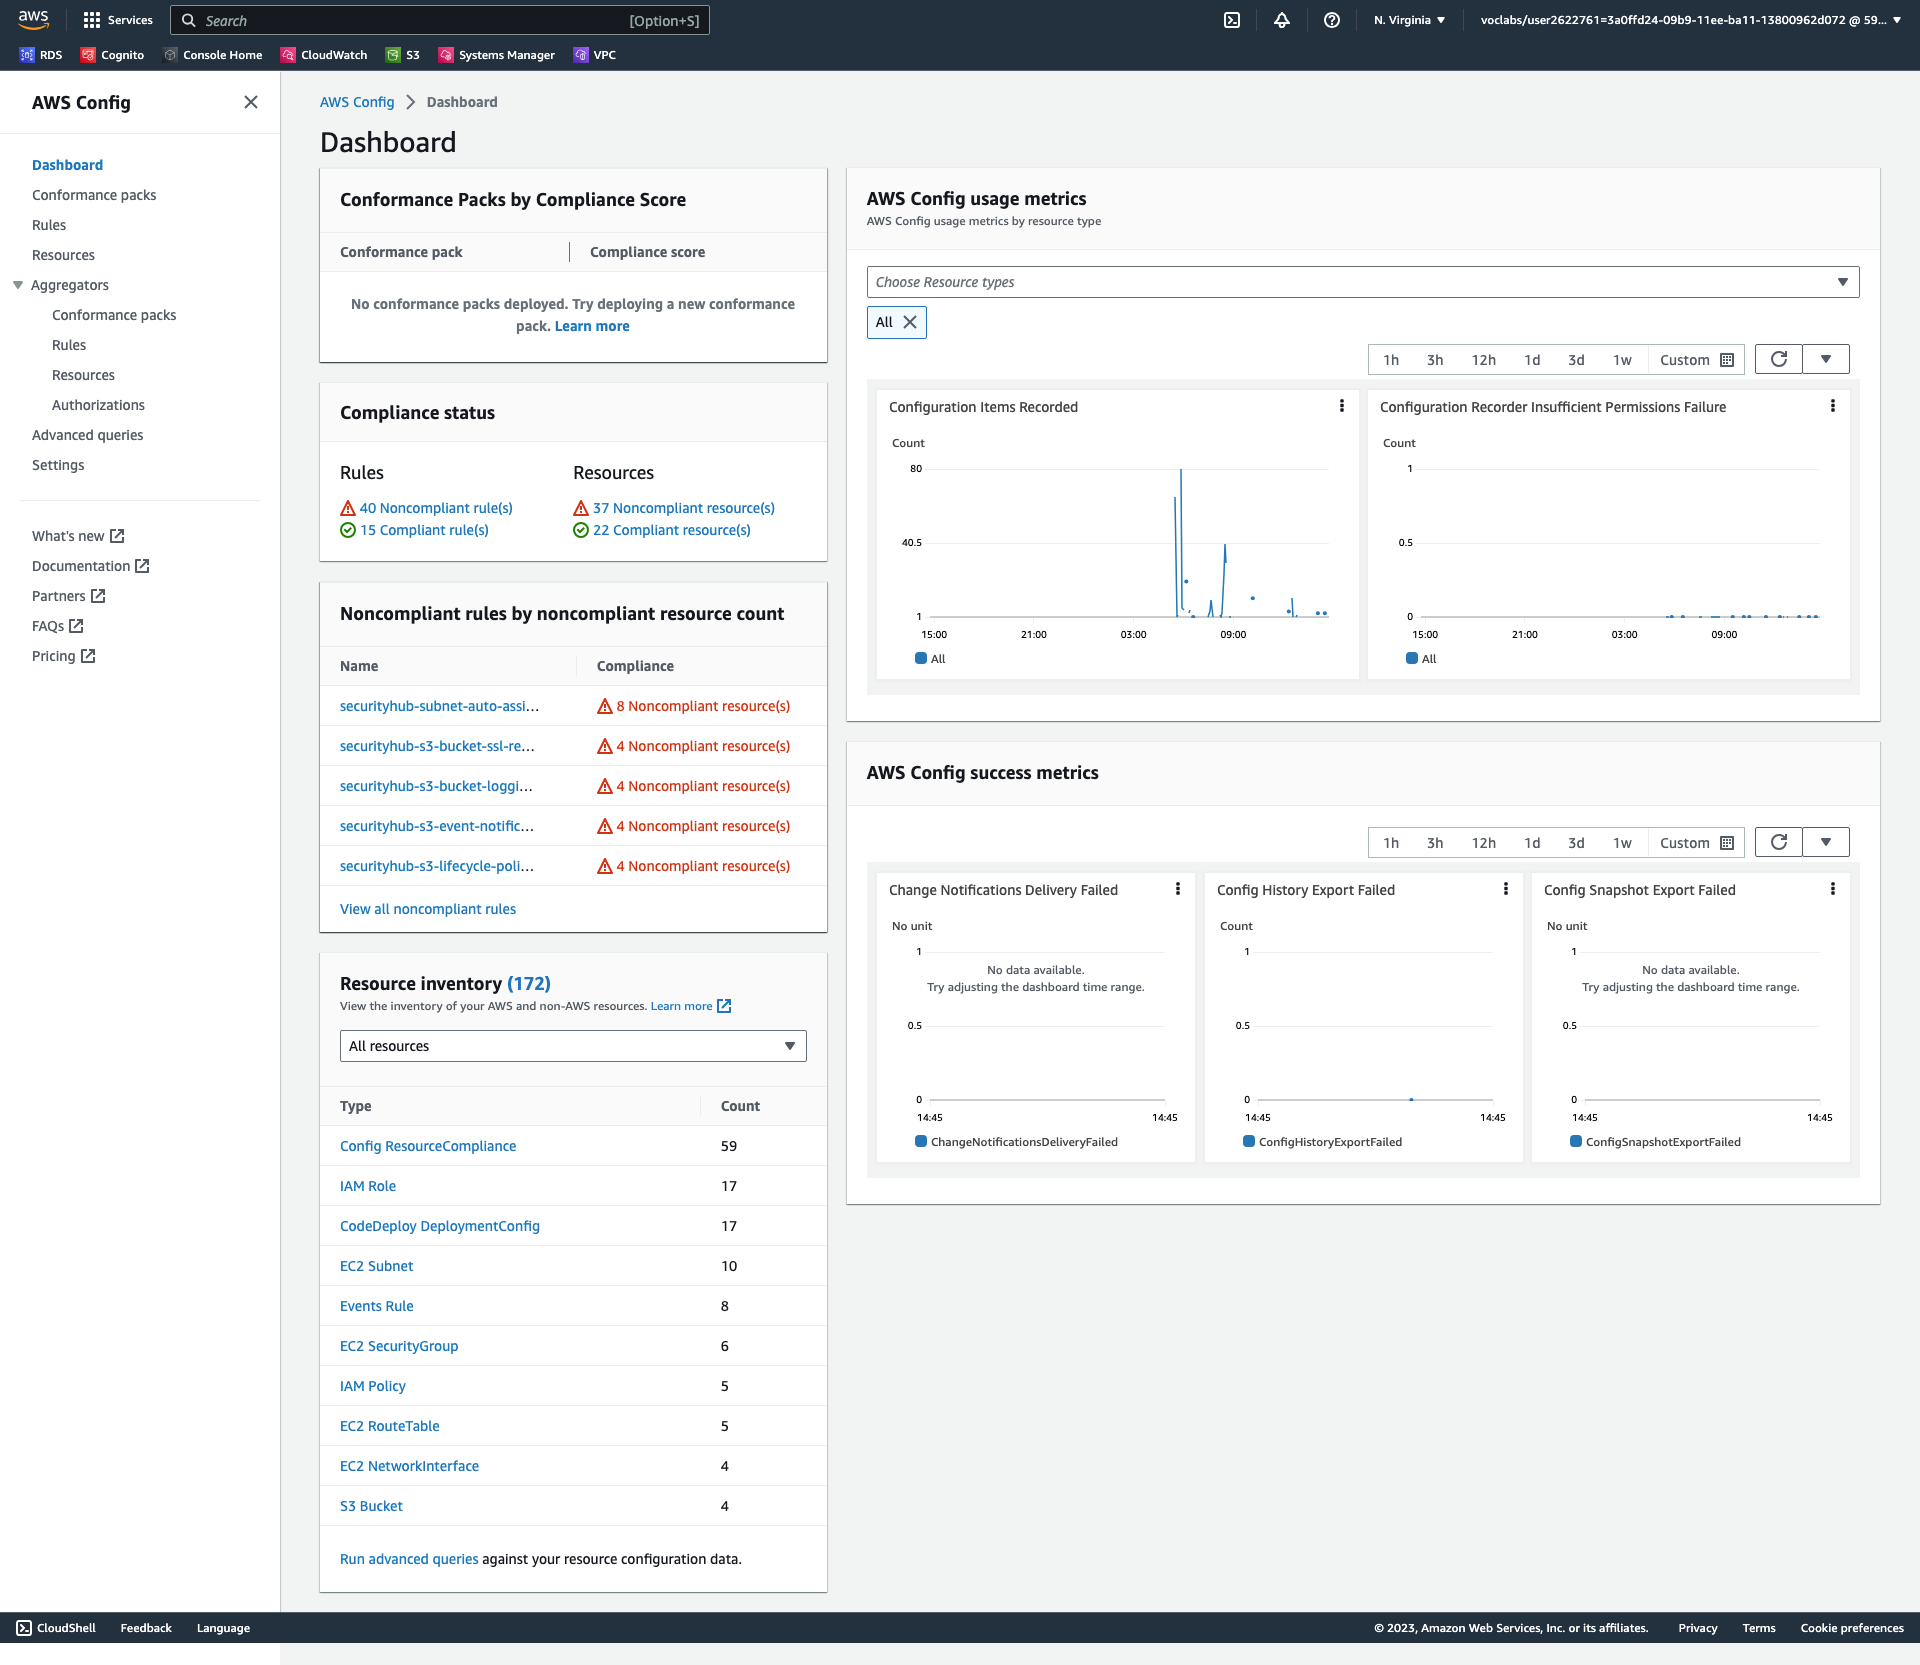 aws
Services
Search
[Option+S]
N. Virginia
voclabs/user2622761=3a0ffd24-09b9-11ee-ba11-13800962d072 @ 59...
RDS
Cognito
Console Home
CloudWatch
S3
Systems Manager
VPC
AWS Config
Dashboard
Conformance packs
Rules
Resources
Aggregators
Conformance packs
Rules
Resources
Authorizations
Advanced queries
Settings
What's new
Documentation
Partners
FAQs
Pricing
AWS Config
Dashboard
Dashboard
Conformance Packs by Compliance Score
Conformance pack
Compliance score
No conformance packs deployed. Try deploying a new conformance
pack. Learn more
Compliance status
Rules
40 Noncompliant rule(s)
15 Compliant rule(s)
Resources
37 Noncompliant resource(s)
22 Compliant resource(s)
Noncompliant rules by noncompliant resource count
Name
Compliance
securityhub-subnet-auto-assi...
8 Noncompliant resource(s)
securityhub-s3-bucket-ssl-re...
4 Noncompliant resource(s)
securityhub-s3-bucket-loggi...
4 Noncompliant resource(s)
securityhub-s3-event-notific...
4 Noncompliant resource(s)
securityhub-s3-lifecycle-poli...
4 Noncompliant resource(s)
View all noncompliant rules
Resource inventory (172)
View the inventory of your AWS and non-AWS resources. Learn more
All resources
Type
Count
Config ResourceCompliance
59
IAM Role
17
CodeDeploy DeploymentConfig
17
EC2 Subnet
10
Events Rule
8
EC2 SecurityGroup
6
IAM Policy
5
EC2 RouteTable
5
EC2 NetworkInterface
4
S3 Bucket
4
Run advanced queries against your resource configuration data.
AWS Config usage metrics
AWS Config usage metrics by resource type
Choose Resource types
All
1h
3h
12h
1d
3d
1w
Custom
Configuration Items Recorded
Count
80
40.5
1
15:00
21:00
03:00
09:00
All
Configuration Recorder Insufficient Permissions Failure
Count
1
0.5
0
15:00
21:00
03:00
09:00
All
AWS Config success metrics
1h
3h
12h
1d
3d
1w
Custom
Change Notifications Delivery Failed
No unit
1
No data available.
Try adjusting the dashboard time range.
0.5
0
14:45
14:45
ChangeNotificationsDeliveryFailed
Config History Export Failed
Count
1
0.5
0
14:45
14:45
ConfigHistoryExportFailed
Config Snapshot Export Failed
No unit
1
No data available.
Try adjusting the dashboard time range.
0.5
0
14:45
14:45
ConfigSnapshotExportFailed
CloudShell
Feedback
Language
© 2023, Amazon Web Services, Inc. or its affiliates.
Privacy
Terms
Cookie preferences